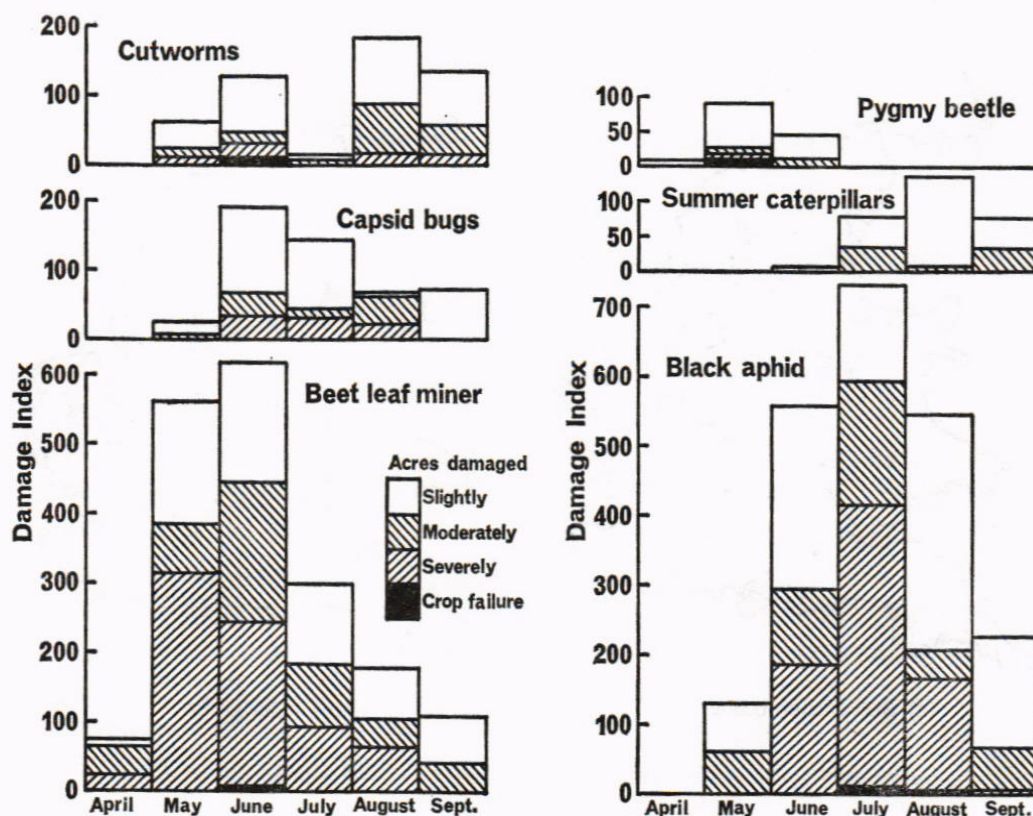 Cutworms
200
100
0
Capsid bugs
200
100
0
Beet leaf miner
Damage Index
600
500
400
300
200
100
0
Acres damaged
Slightly
Moderately
Severely
Crop failure
April May June July August Sept.
Pygmy beetle
100
50
0
Summer caterpillars
100
50
0
Black aphid
Damage Index
700
600
500
400
300
200
100
0
April May June July August Sept.